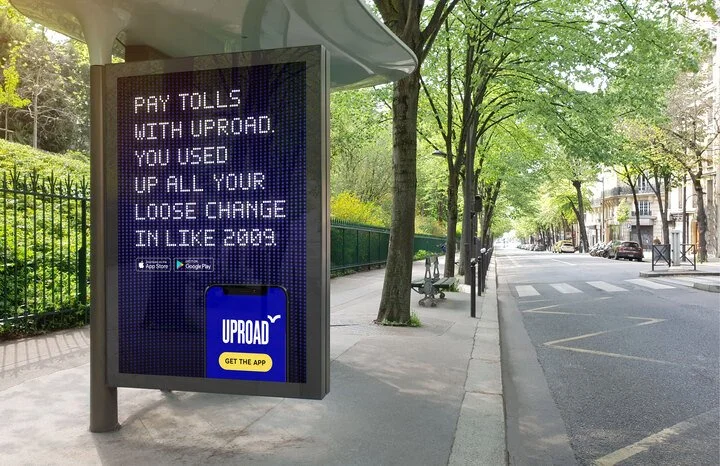 PAY TOLLS
WITH UPROAD.
YOU USED
UP ALL YOUR
LOOSE CHANGE
IN LIKE 2009.
App Store
Google Play
UPROAD
GET THE APP